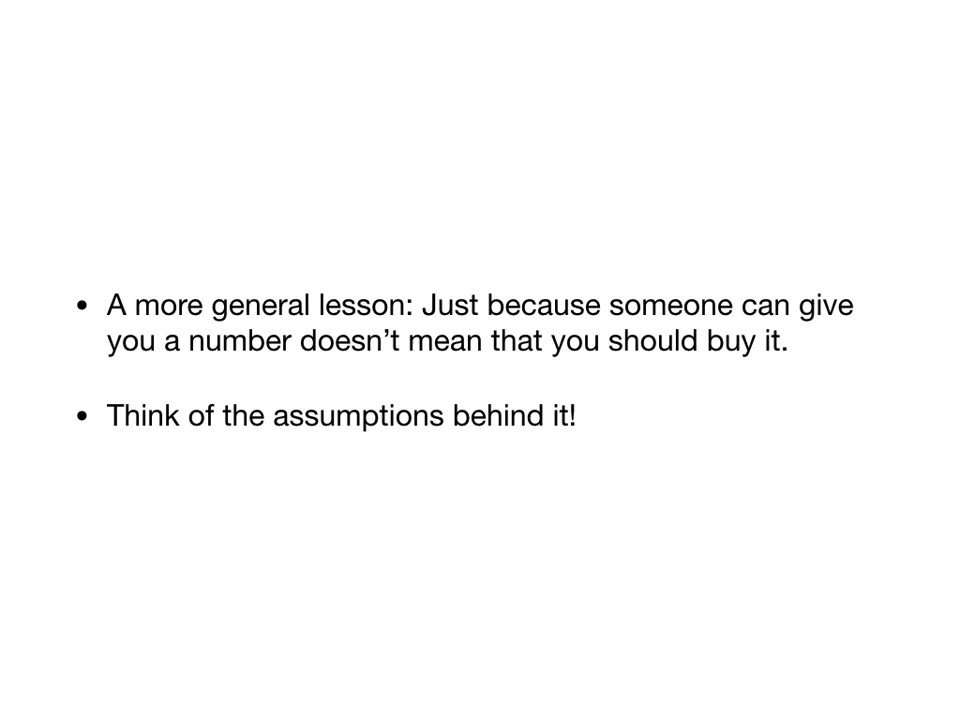 • A more general lesson: Just because someone can give
you a number doesn’t mean that you should buy it.
• Think of the assumptions behind it!